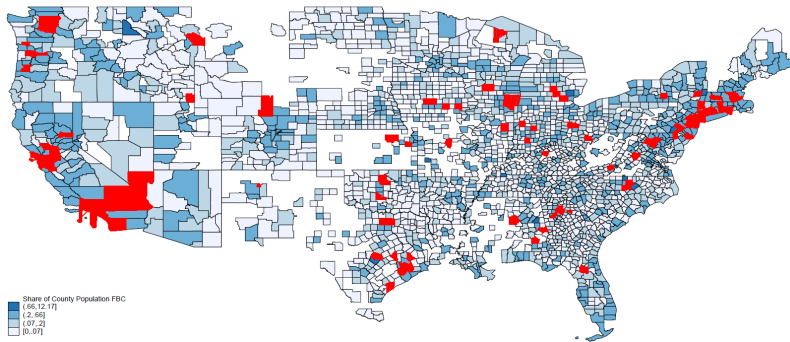 Share of County Population FBC
(.66,12.17]
(.2,.66]
(.07,.2]
[0,.07]